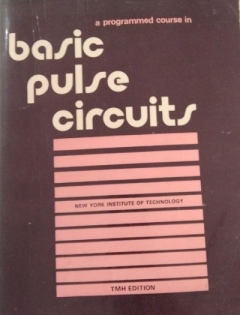 a programmed course in
basic
pulse
circuits
NEW YORK INSTITUTE OF TECHNOLOGY
TMH EDITION